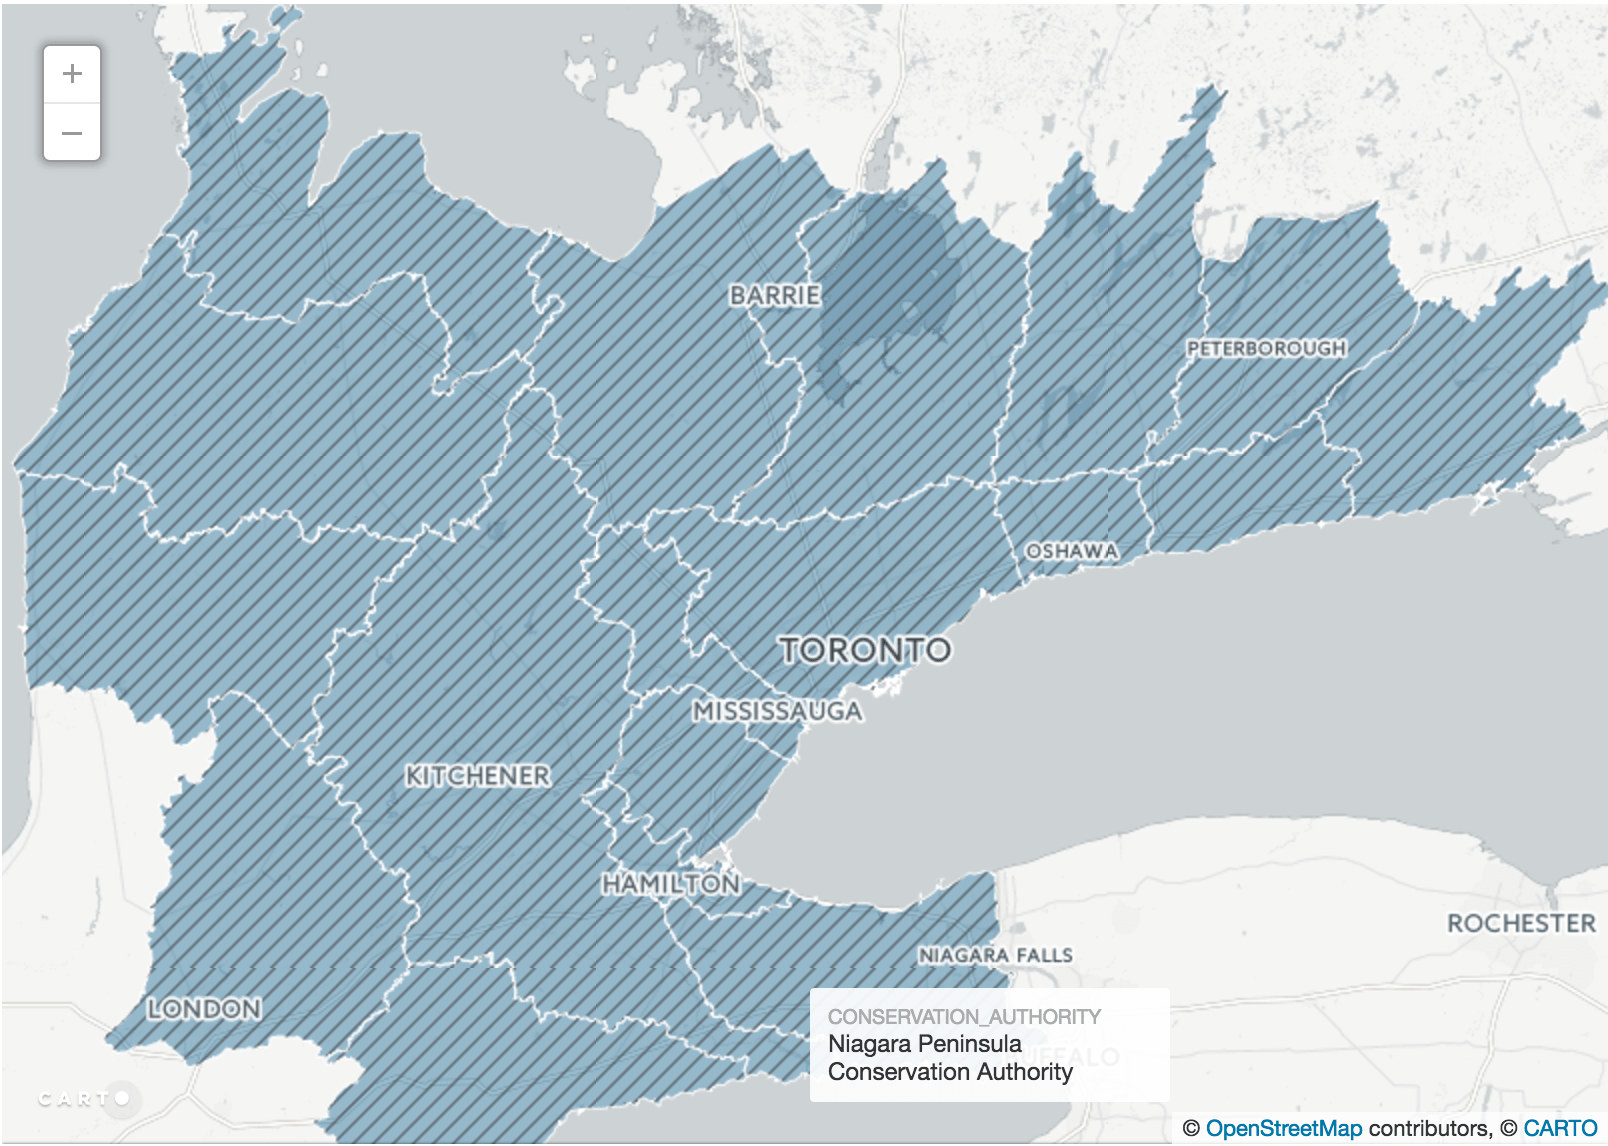 +
−
BARRIE
PETERBOROUGH
OSHAWA
TORONTO
MISSISSAUGA
KITCHENER
HAMILTON
ROCHESTER
NIAGARA FALLS
LONDON
CONSERVATION_AUTHORITY
Niagara Peninsula
Conservation Authority
BUFFALO
CARTO
© OpenStreetMap contributors, © CARTO